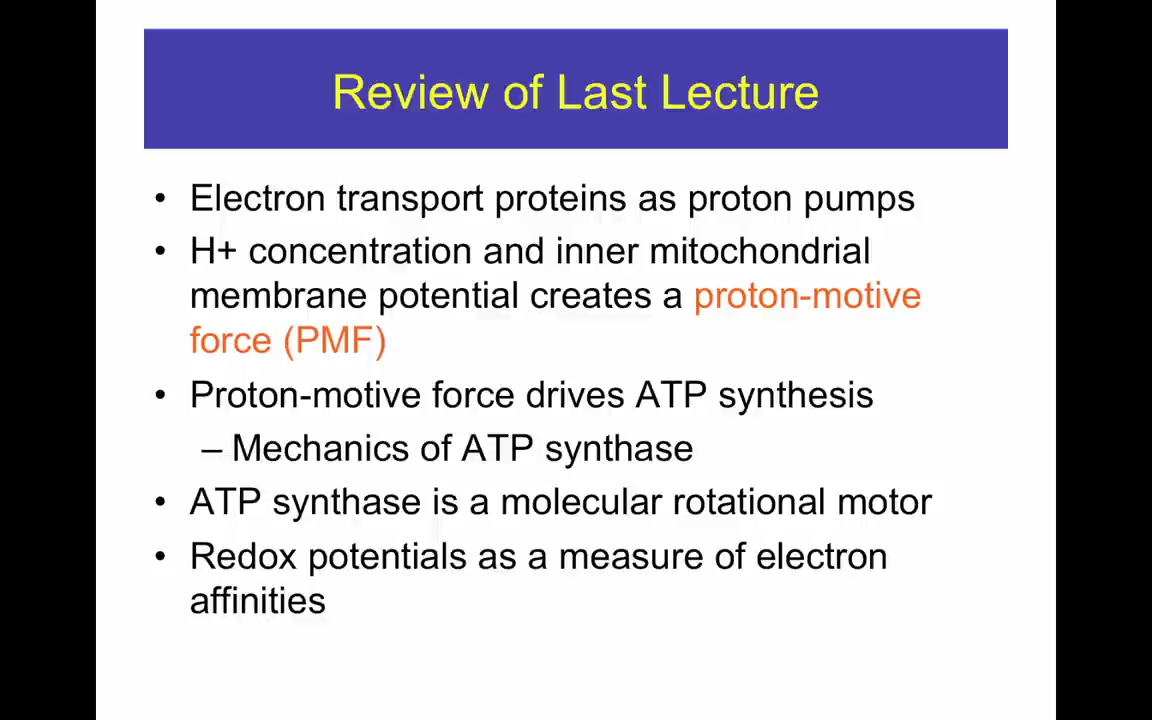 Review of Last Lecture
• Electron transport proteins as proton pumps
• H+ concentration and inner mitochondrial
membrane potential creates a proton-motive
force (PMF)
• Proton-motive force drives ATP synthesis
– Mechanics of ATP synthase
• ATP synthase is a molecular rotational motor
• Redox potentials as a measure of electron
affinities